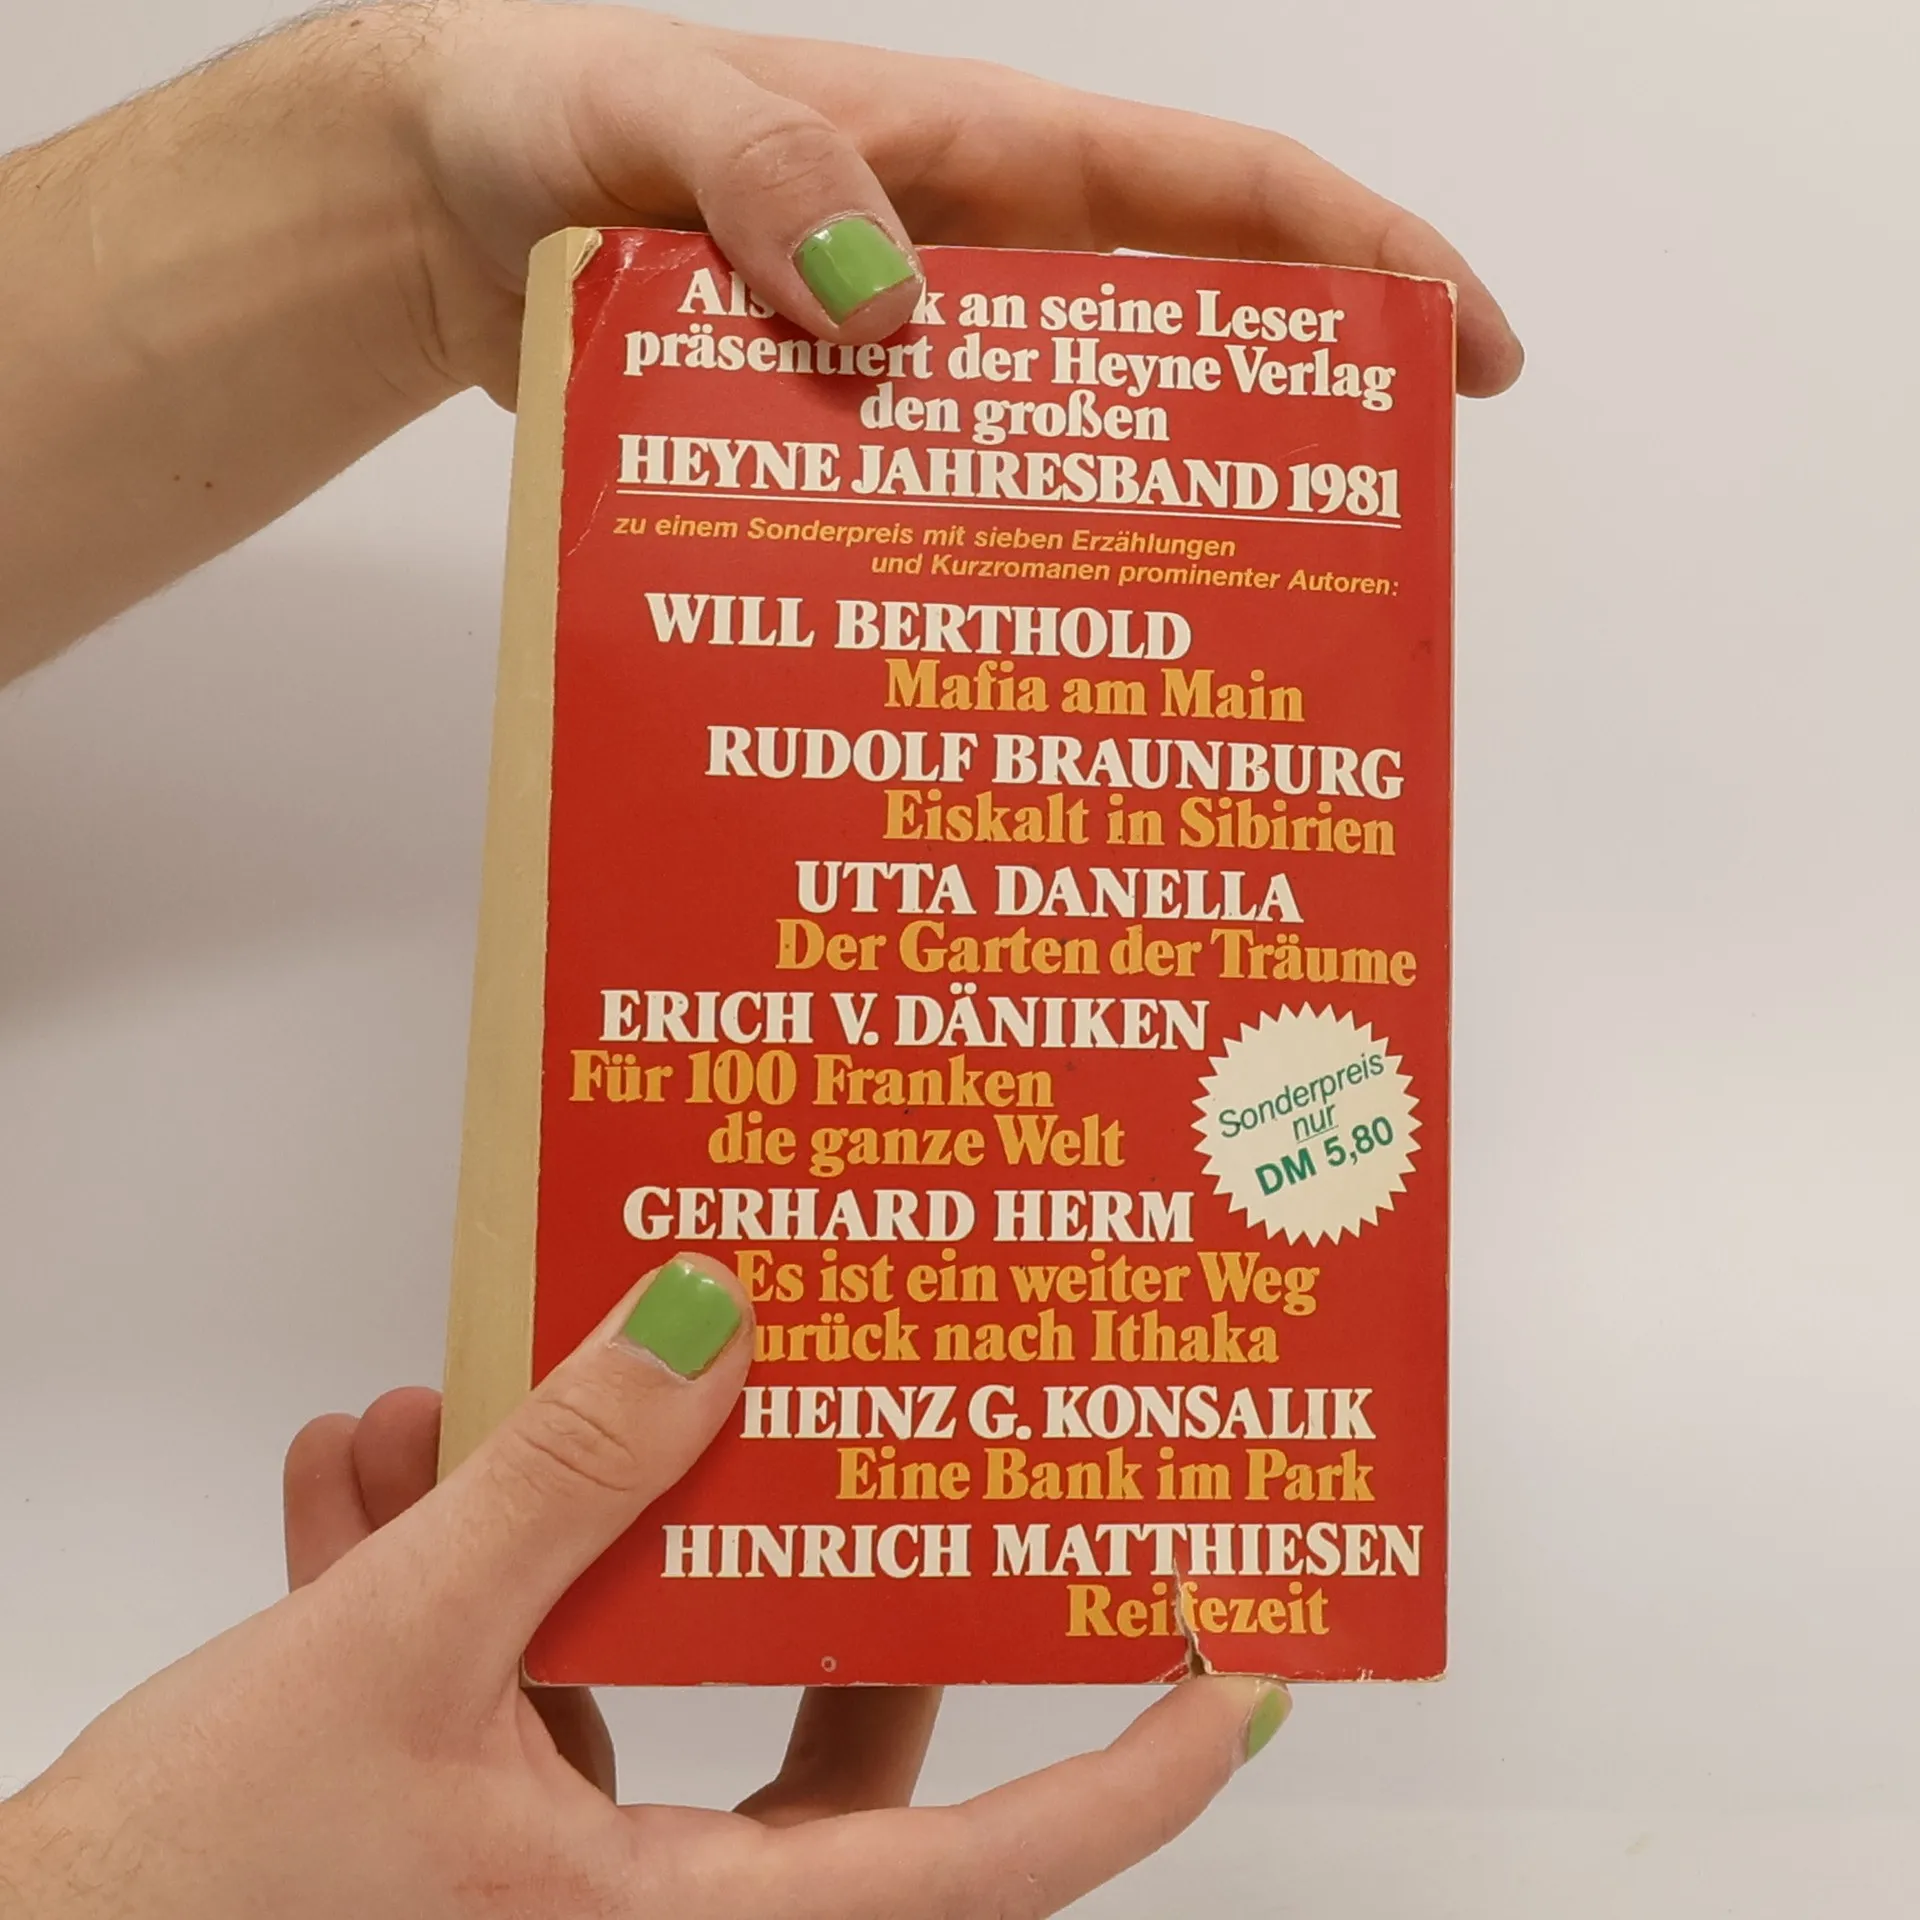 an seine Leser
präsentiert der Heyne Verlag
den großen
HEYNE JAHRESBAND 1981
zu einem Sonderpreis mit sieben Erzählungen
und Kurzromanen prominenter Autoren:
WILL BERTHOLD
Mafia am Main
RUDOLF BRAUNBURG
Eiskalt in Sibirien
UTTA DANELLA
Der Garten der Träume
ERICH V. DÄNIKEN
Für 100 Franken
die ganze Welt
Sonderpreis
nur
DM 5,80
GERHARD HERM
Es ist ein weiter Weg
zurück nach Ithaka
HEINZ G. KONSALIK
Eine Bank im Park
HINRICH MATTHIESEN
Reifezeit